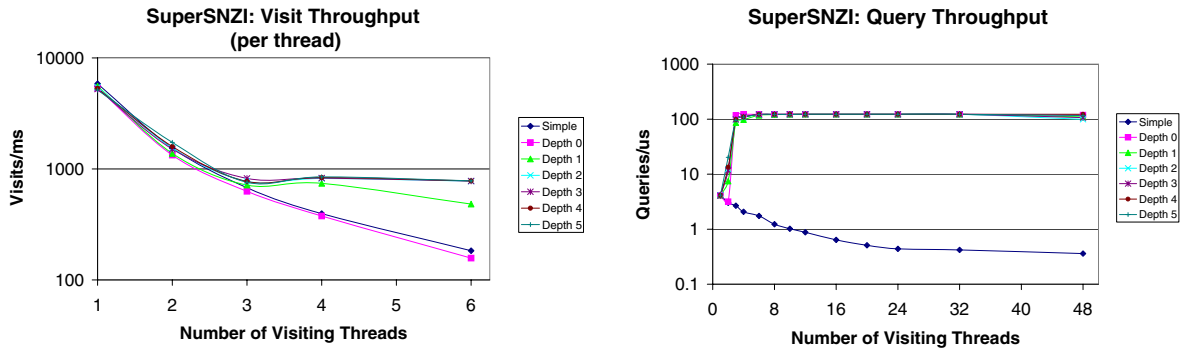 SuperSNZI: Visit Throughput
(per thread)
10000
1000
100
Visits/ms
1 2 3 4 5 6
Number of Visiting Threads
Simple
Depth 0
Depth 1
Depth 2
Depth 3
Depth 4
Depth 5
SuperSNZI: Query Throughput
1000
100
10
1
0.1
Queries/us
0 8 16 24 32 40 48
Number of Visiting Threads
Simple
Depth 0
Depth 1
Depth 2
Depth 3
Depth 4
Depth 5